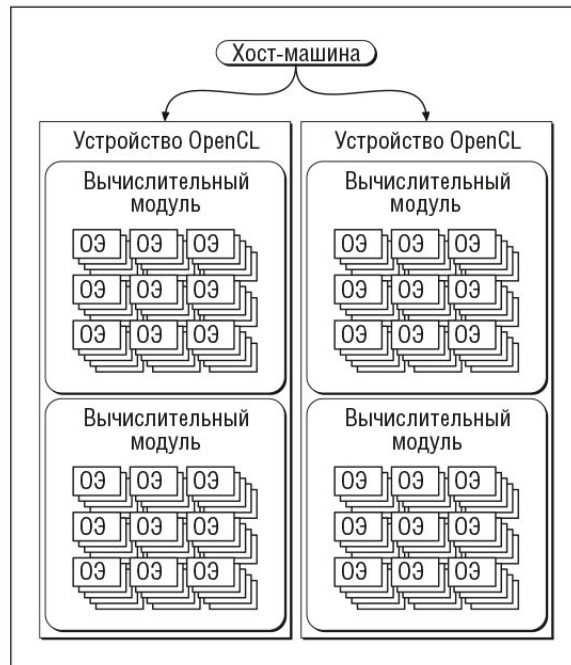 Хост-машина
Устройство OpenCL
Вычислительный
модуль
ОЭ ОЭ ОЭ
ОЭ ОЭ ОЭ
ОЭ ОЭ ОЭ
Вычислительный
модуль
ОЭ ОЭ ОЭ
ОЭ ОЭ ОЭ
ОЭ ОЭ ОЭ
Устройство OpenCL
Вычислительный
модуль
ОЭ ОЭ ОЭ
ОЭ ОЭ ОЭ
ОЭ ОЭ ОЭ
Вычислительный
модуль
ОЭ ОЭ ОЭ
ОЭ ОЭ ОЭ
ОЭ ОЭ ОЭ